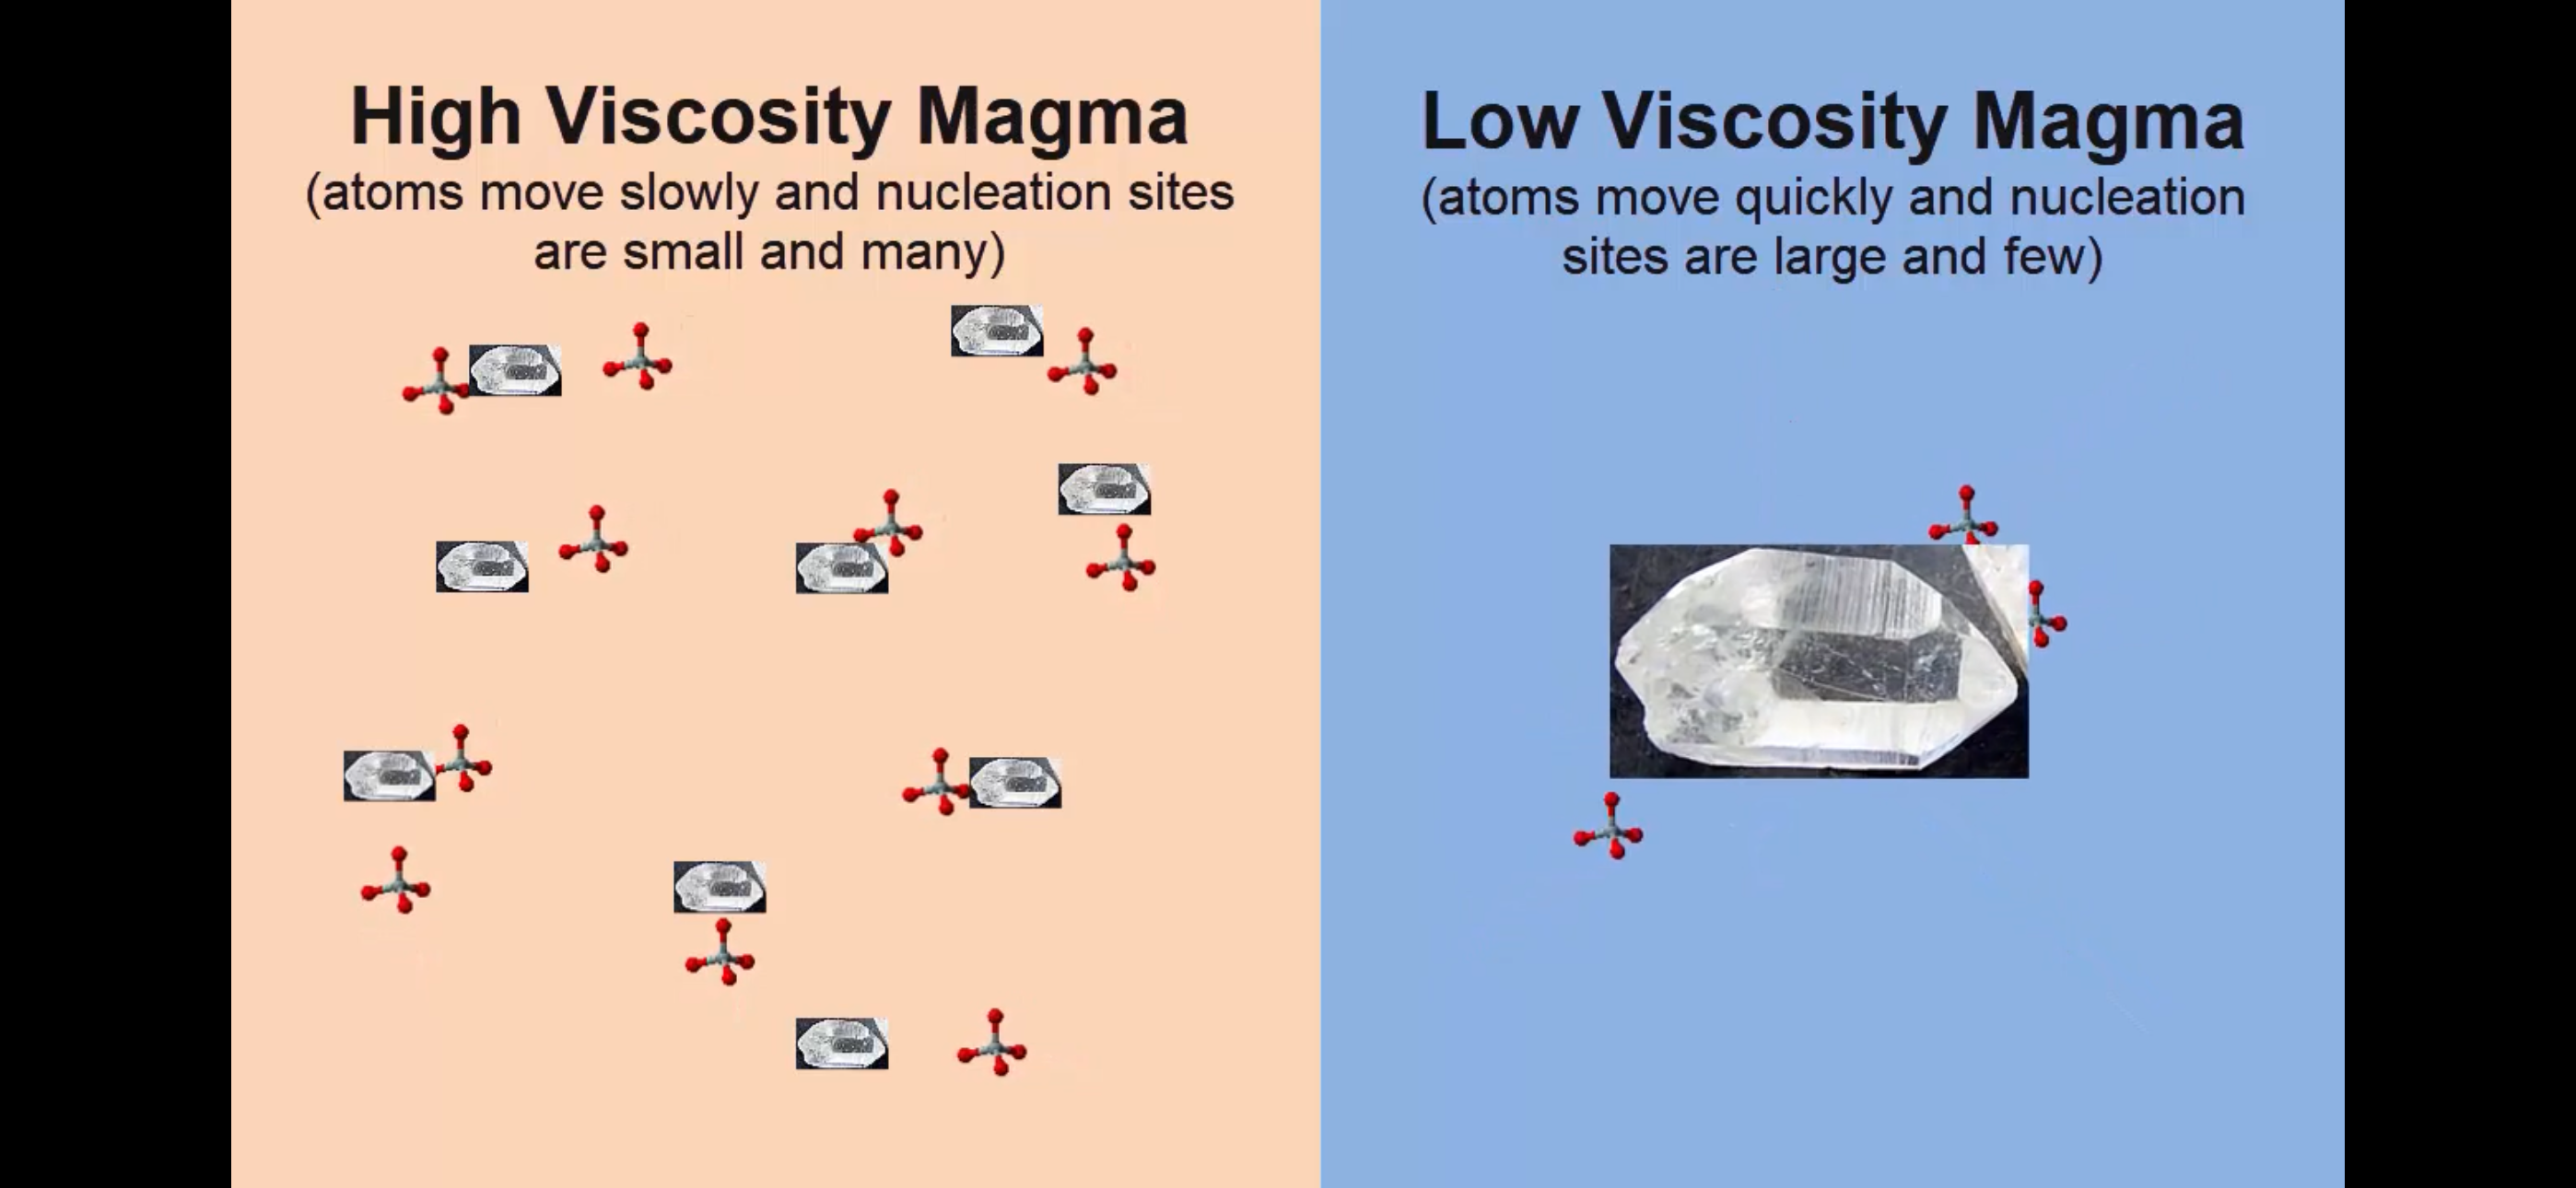 High Viscosity Magma
(atoms move slowly and nucleation sites
are small and many)
Low Viscosity Magma
(atoms move quickly and nucleation
sites are large and few)